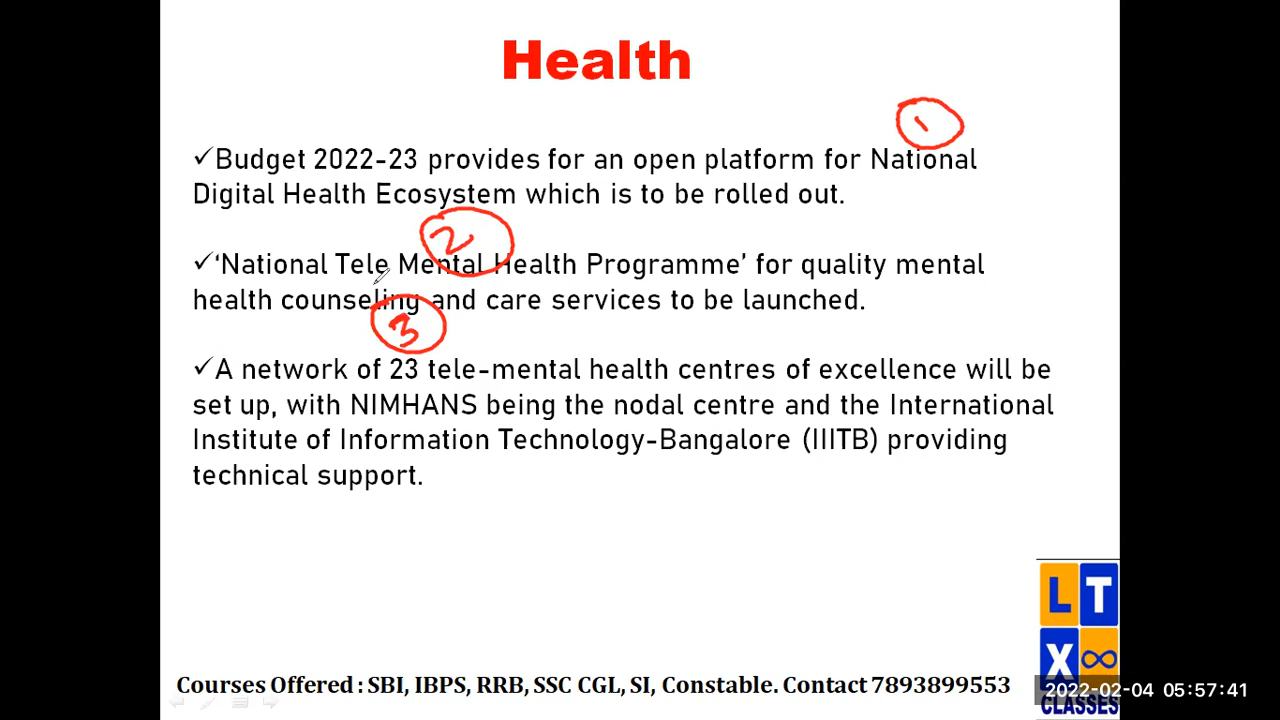 Health
1
✓Budget 2022-23 provides for an open platform for National
Digital Health Ecosystem which is to be rolled out.
2
✓‘National Tele Mental Health Programme’ for quality mental
health counseling and care services to be launched.
3
✓A network of 23 tele-mental health centres of excellence will be
set up, with NIMHANS being the nodal centre and the International
Institute of Information Technology-Bangalore (IIITB) providing
technical support.
L T
X ∞
CLASSES
Courses Offered : SBI, IBPS, RRB, SSC CGL, SI, Constable. Contact 7893899553
2022-02-04 05:57:41